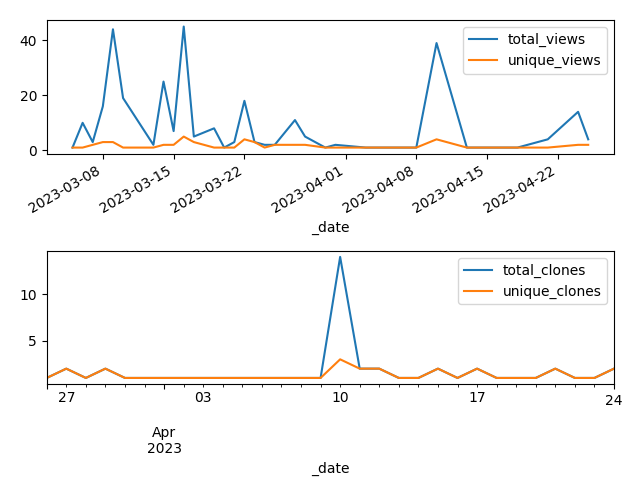 40
20
0
total_views
unique_views
2023-03-08
2023-03-15
2023-03-22
2023-04-01
2023-04-08
2023-04-15
2023-04-22
_date
10
5
total_clones
unique_clones
27
03
10
17
24
Apr
2023
_date